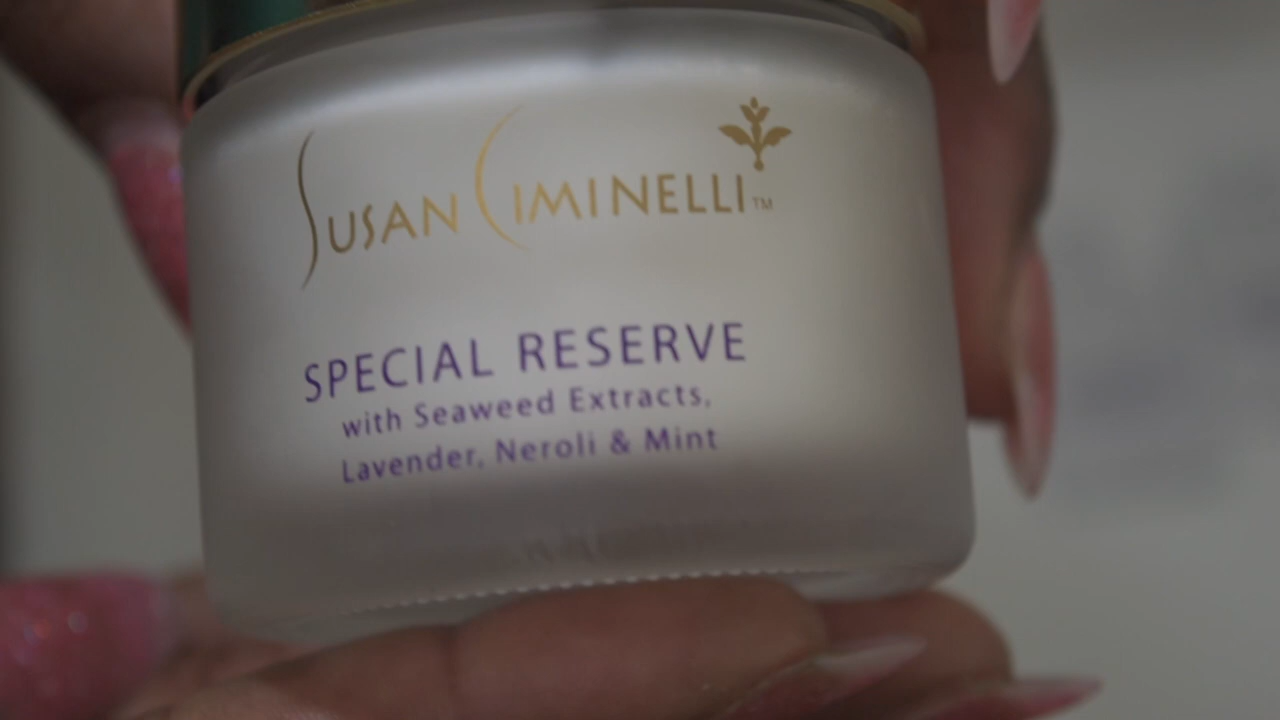 SUSAN CIMINELLI™
SPECIAL RESERVE
with Seaweed Extracts,
Lavender, Neroli & Mint